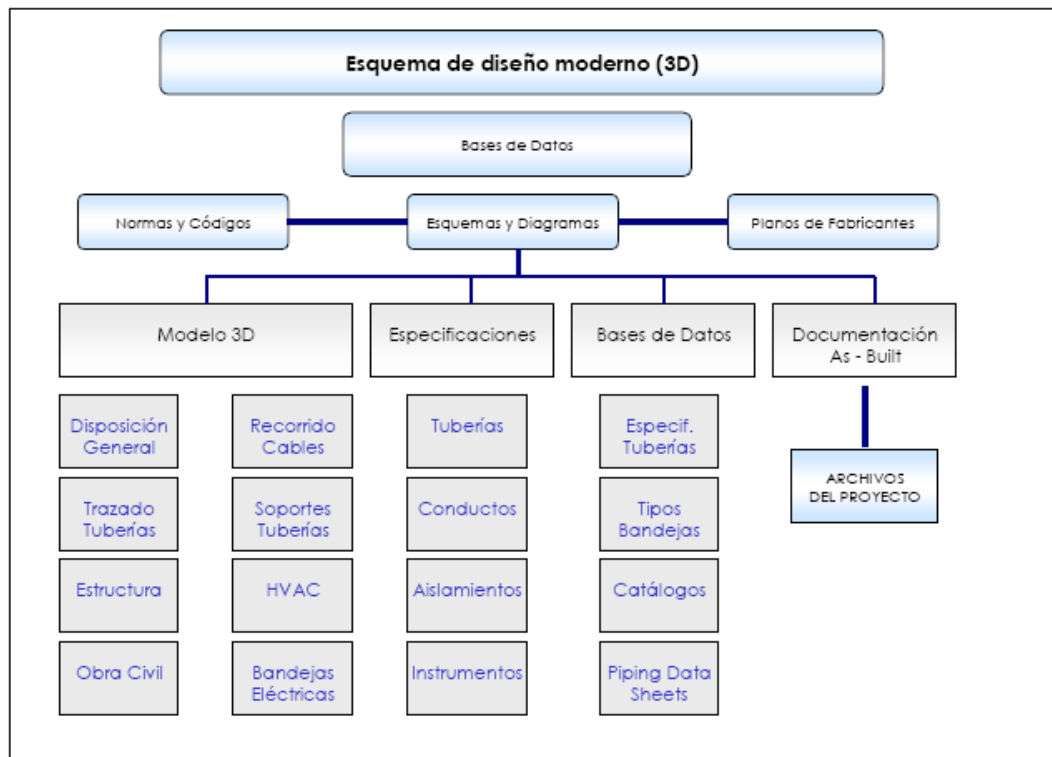 Esquema de diseño moderno (3D)
Bases de Datos
Normas y Códigos
Esquemas y Diagramas
Planos de Fabricantes
Modelo 3D
Especificaciones
Bases de Datos
Documentación
As - Built
Disposición
General
Recorrido
Cables
Tuberías
Especif.
Tuberías
ARCHIVOS
DEL PROYECTO
Trazado
Tuberías
Soportes
Tuberías
Conductos
Tipos
Bandejas
Estructura
HVAC
Aislamientos
Catálogos
Obra Civil
Bandejas
Eléctricas
Instrumentos
Piping Data
Sheets